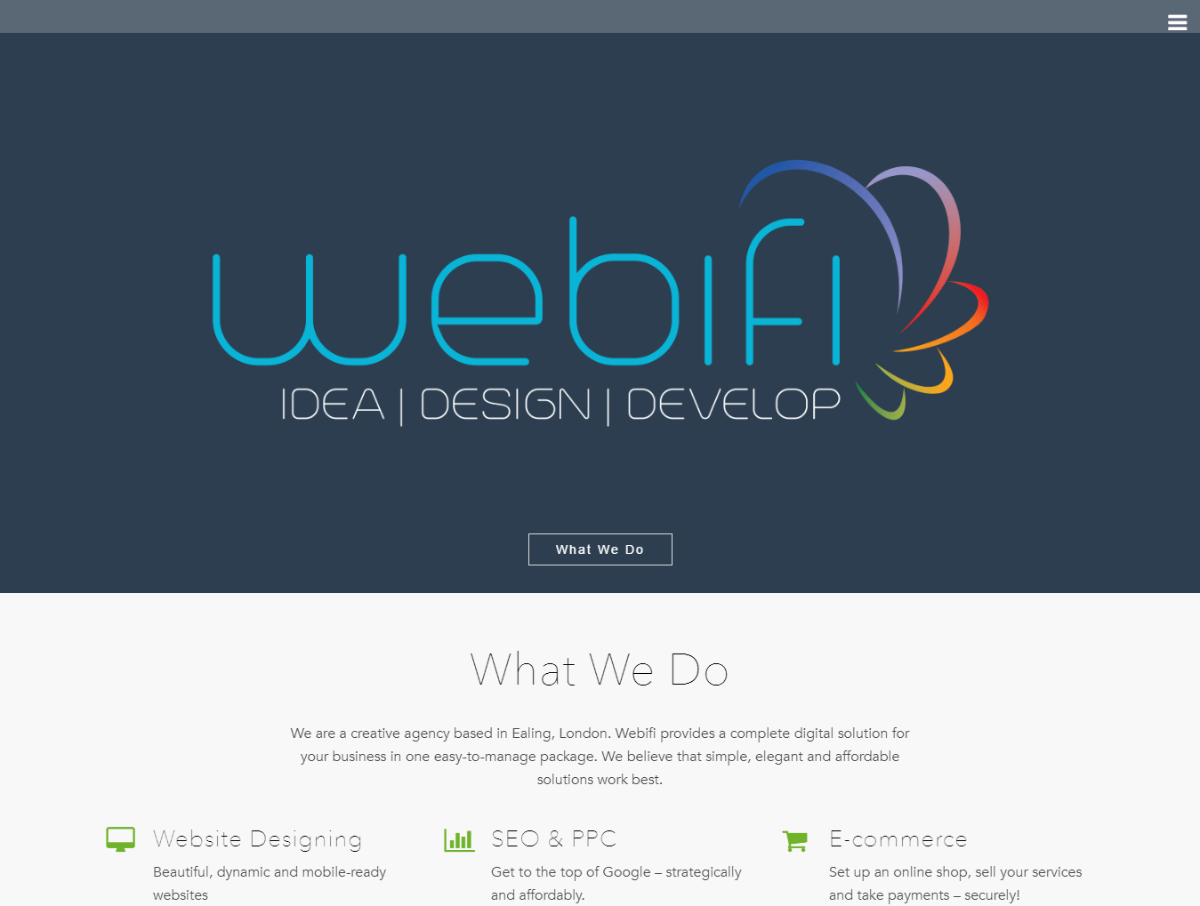 webifi
IDEA | DESIGN | DEVELOP
What We Do
What We Do
We are a creative agency based in Ealing, London. Webifi provides a complete digital solution for
your business in one easy-to-manage package. We believe that simple, elegant and affordable
solutions work best.
Website Designing
Beautiful, dynamic and mobile-ready
websites
SEO & PPC
Get to the top of Google – strategically
and affordably.
E-commerce
Set up an online shop, sell your services
and take payments – securely!